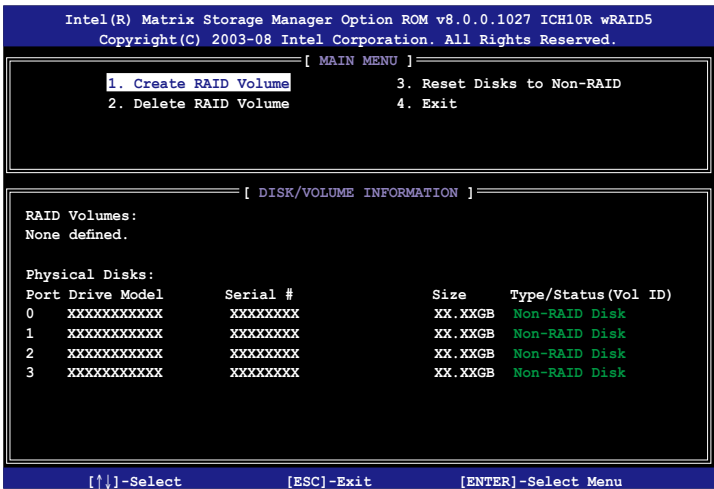 Intel(R) Matrix Storage Manager Option ROM v8.0.0.1027 ICH10R wRAID5
Copyright(C) 2003-08 Intel Corporation. All Rights Reserved.
[ MAIN MENU ]
1. Create RAID Volume 3. Reset Disks to Non-RAID
2. Delete RAID Volume 4. Exit
[ DISK/VOLUME INFORMATION ]
RAID Volumes:
None defined.
Physical Disks:
Port Drive Model Serial # Size Type/Status(Vol ID)
0 XXXXXXXXXXX XXXXXXXX XX.XXGB Non-RAID Disk
1 XXXXXXXXXXX XXXXXXXX XX.XXGB Non-RAID Disk
2 XXXXXXXXXXX XXXXXXXX XX.XXGB Non-RAID Disk
3 XXXXXXXXXXX XXXXXXXX XX.XXGB Non-RAID Disk
[↑↓]-Select [ESC]-Exit [ENTER]-Select Menu